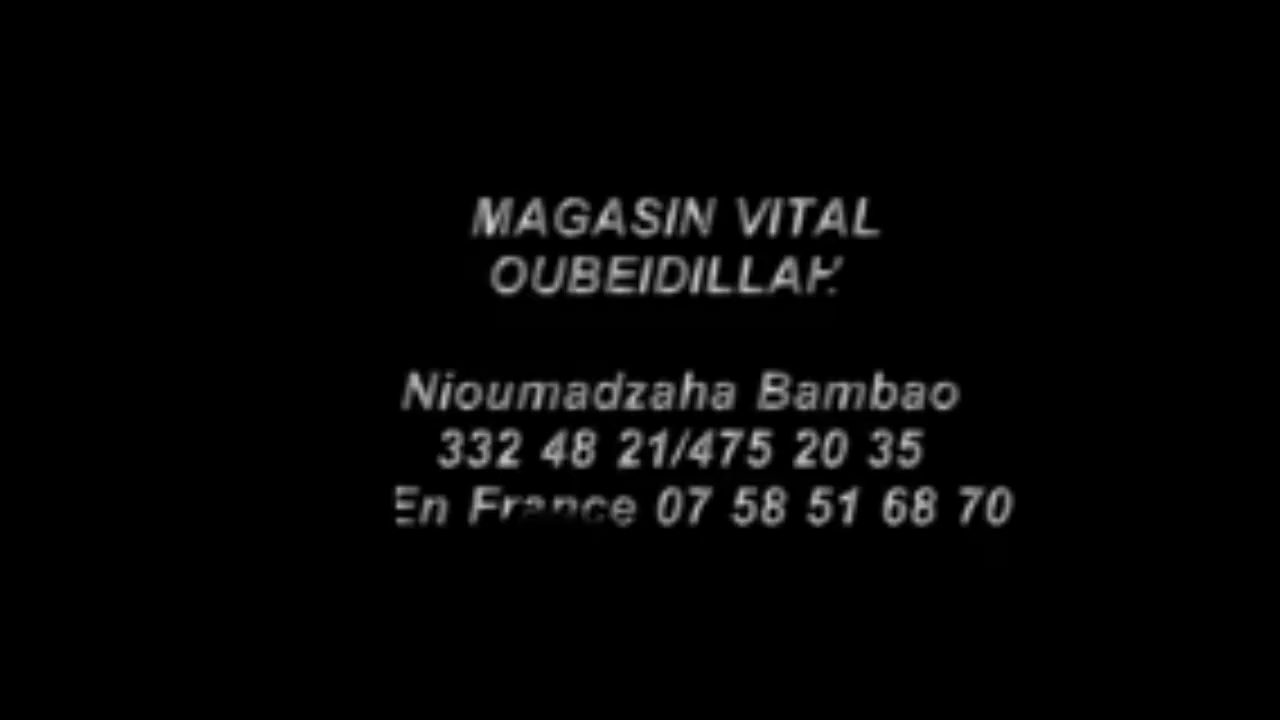 MAGASIN VITAL
OUBEIDILLAH
Nioumadzaha Bambao
332 48 21/475 20 35
En France 07 58 51 68 70